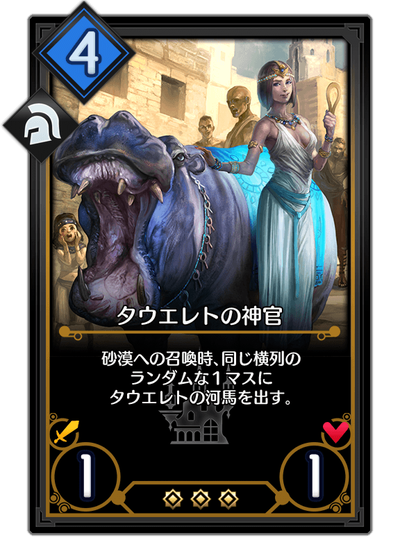 4
タウエレトの神官
砂漠への召喚時、同じ横列の
ランダムな1マスに
タウエレトの河馬を出す。
1
1